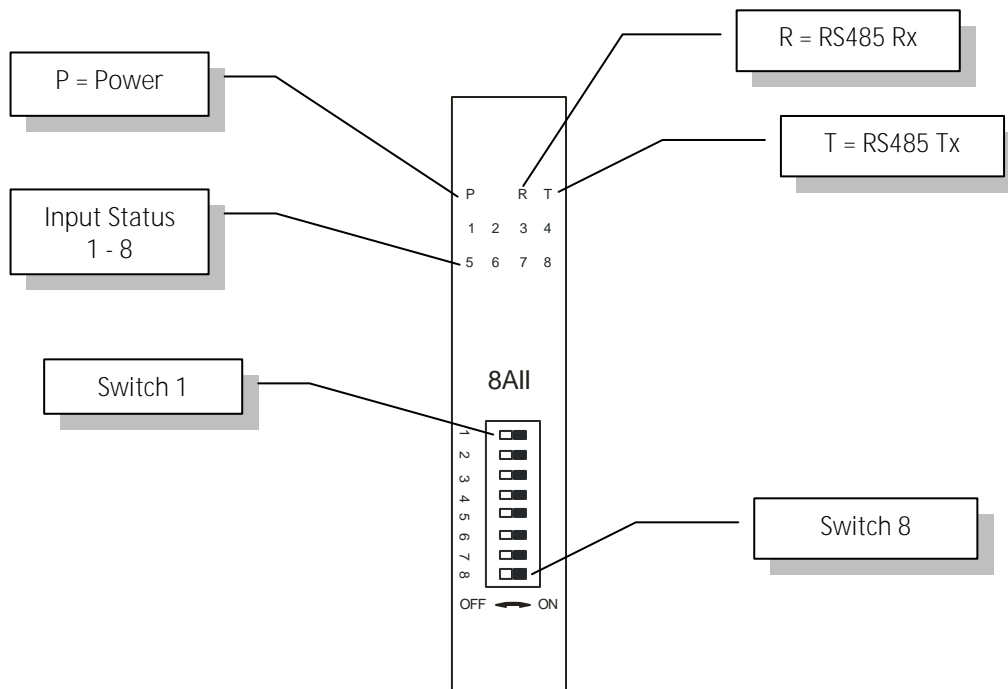 R = RS485 Rx
P = Power
T = RS485 Tx
P R T
Input Status
1 - 8
1 2 3 4
5 6 7 8
8AII
Switch 1
1
2
3
4
5
6
7
8
Switch 8
OFF ON